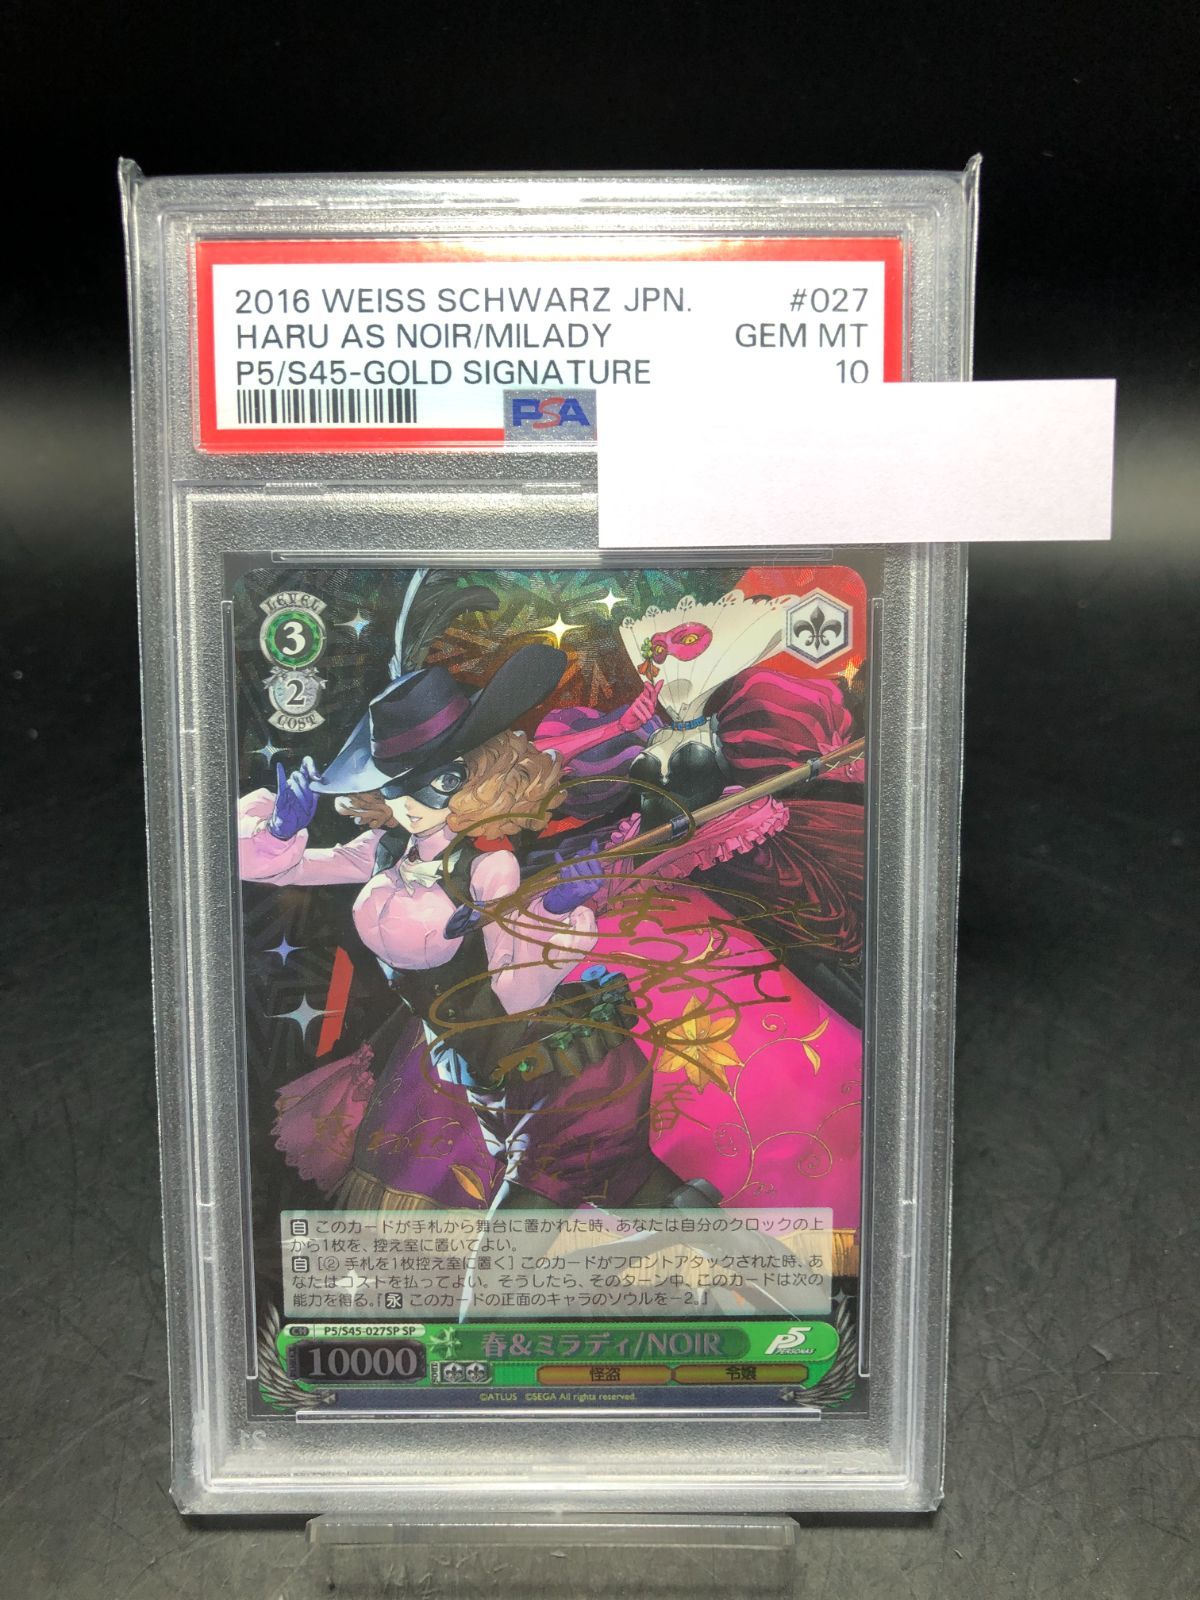 2016 WEISS SCHWARZ JPN. #027
HARU AS NOIR/MILADY GEM MT
P5/S45-GOLD SIGNATURE 10
PSA
LEVEL
3
2
COST
春
自 このカードが手札から舞台に置かれた時、あなたは自分のクロックの上
から1枚を、控え室に置いてよい。
自 [② 手札を1枚控え室に置く] このカードがフロントアタックされた時、あ
なたはコストを払ってよい。そうしたら、そのターン中、このカードは次の
能力を得る。『永 このカードの正面のキャラのソウルを－2。』
CH P5/S45-027SP SP
春&ミラディ/NOIR
P5 PERSONA5
10000
怪盗 令嬢
©ATLUS ©SEGA All rights reserved.